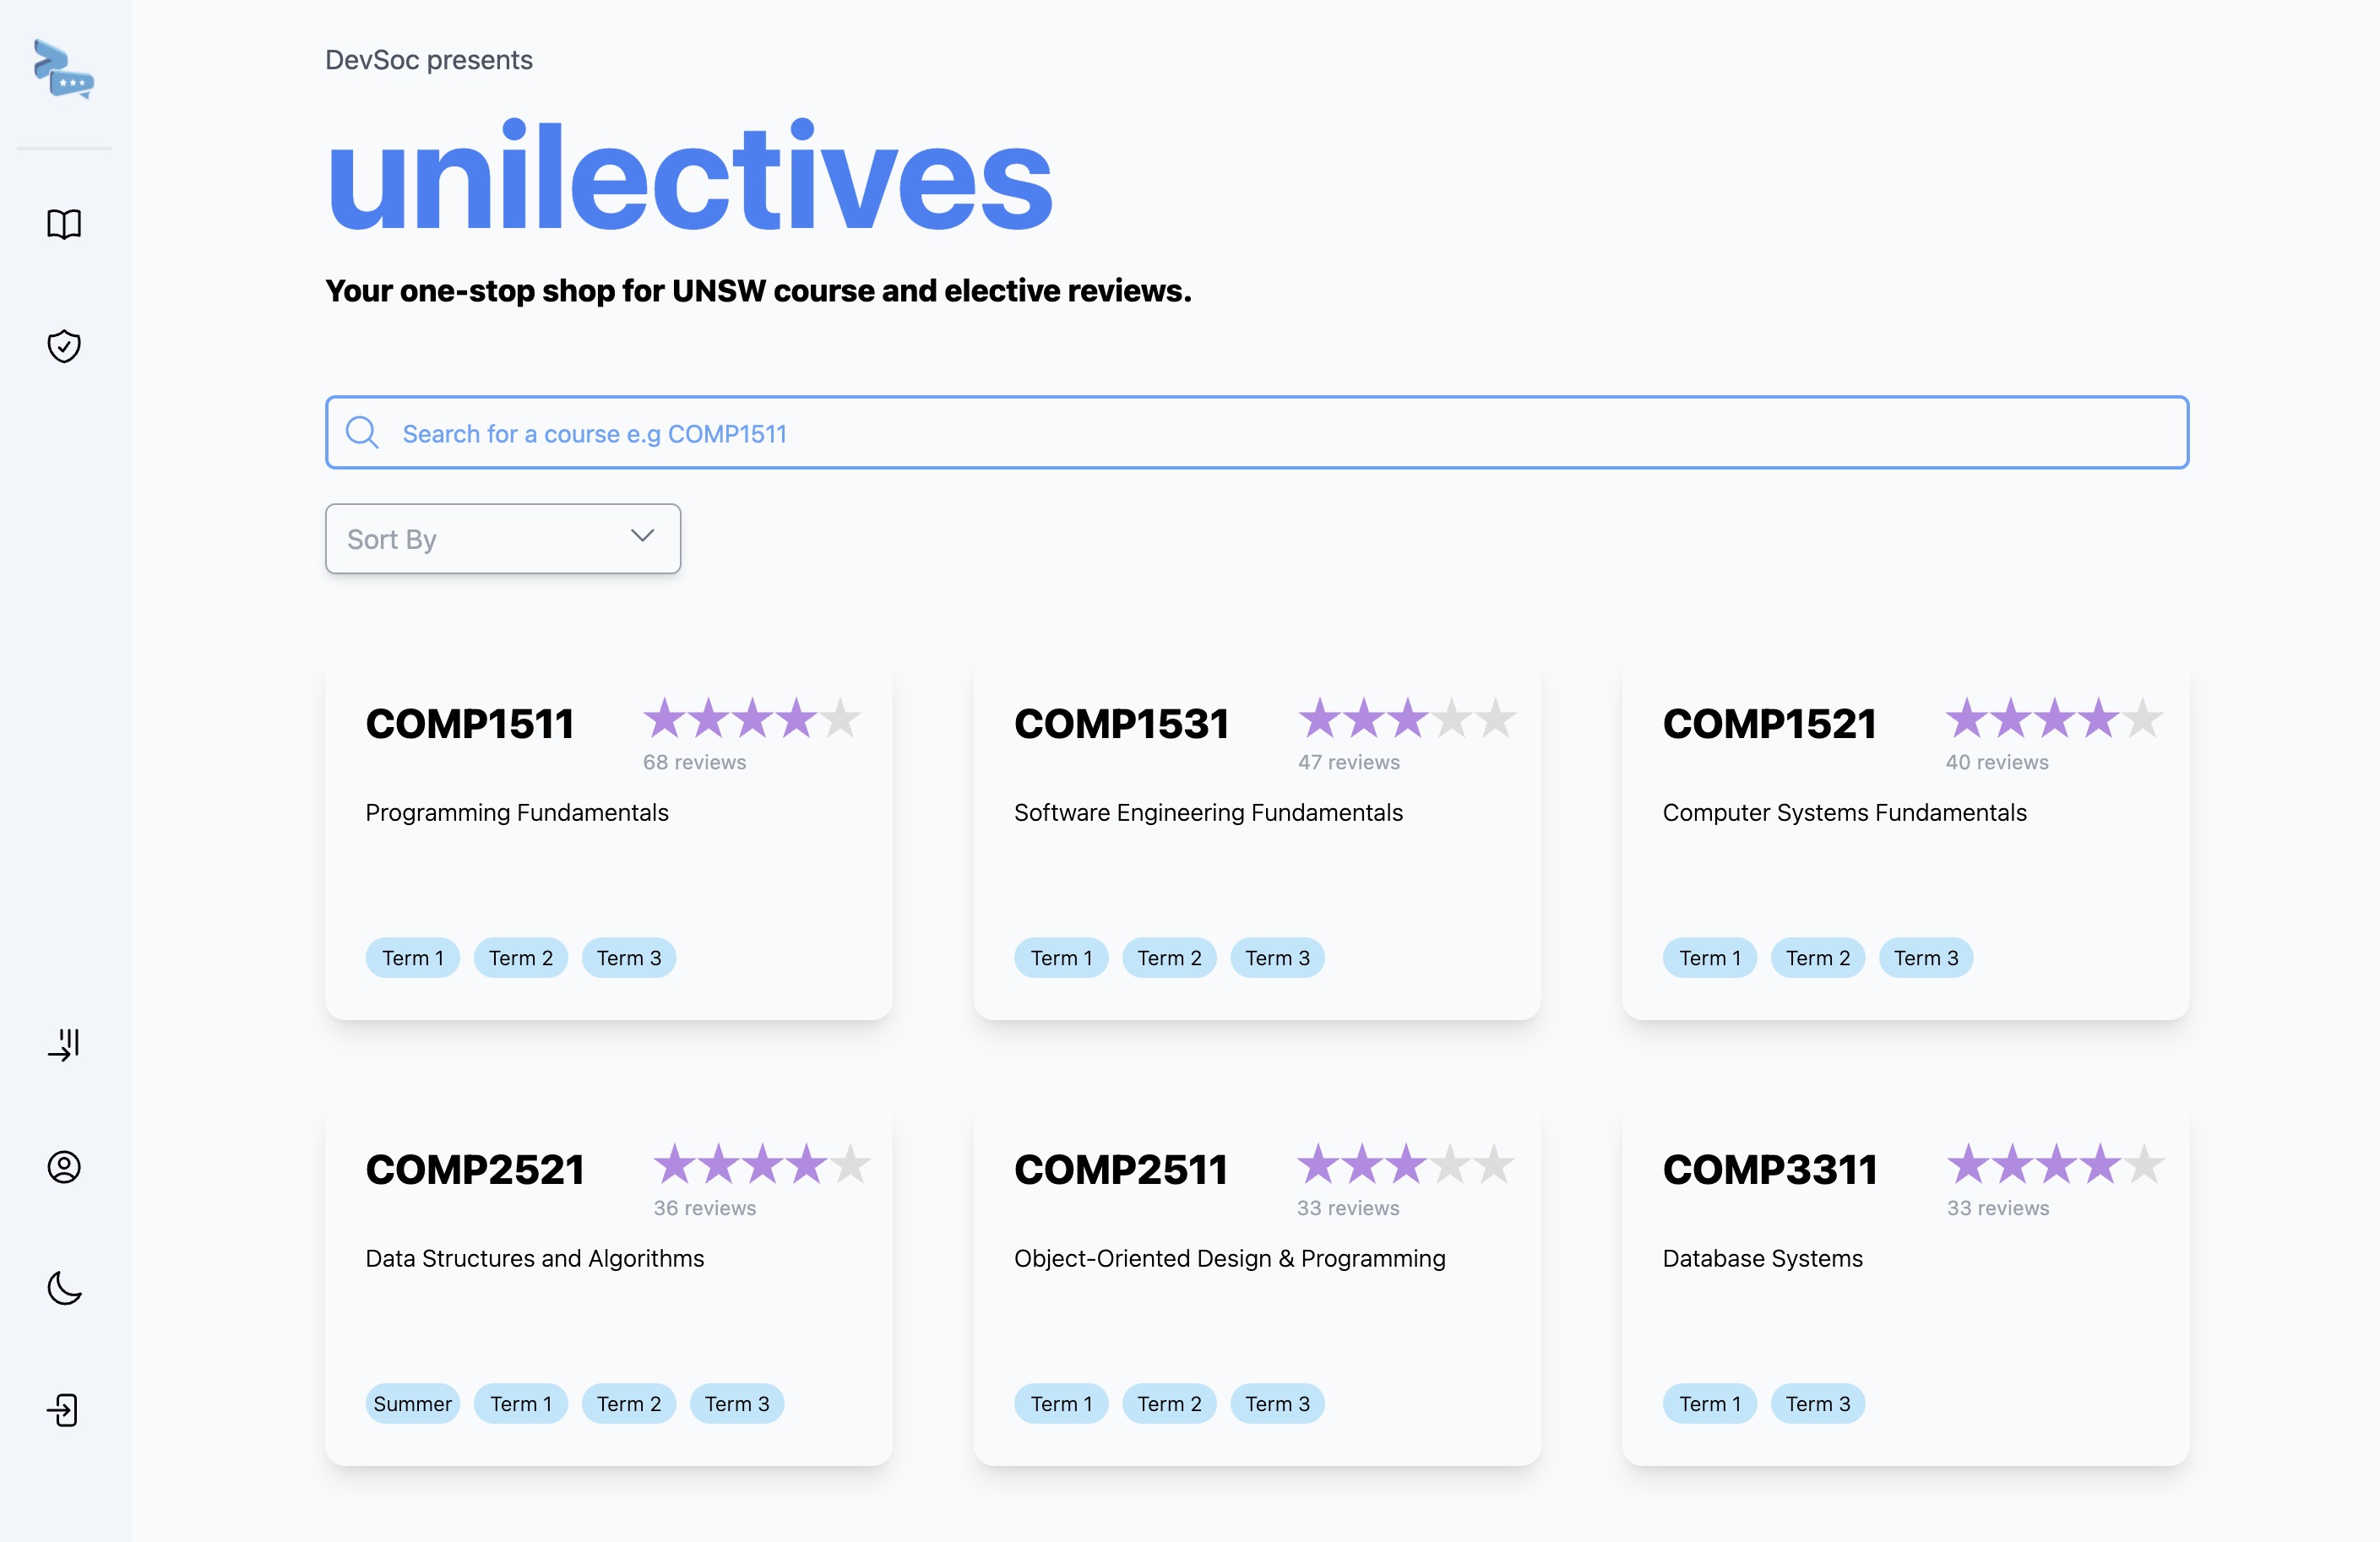 DevSoc presents
unilectives
Your one-stop shop for UNSW course and elective reviews.
Search for a course e.g COMP1511
Sort By
COMP1511
68 reviews
Programming Fundamentals
Term 1 Term 2 Term 3
COMP1531
47 reviews
Software Engineering Fundamentals
Term 1 Term 2 Term 3
COMP1521
40 reviews
Computer Systems Fundamentals
Term 1 Term 2 Term 3
COMP2521
36 reviews
Data Structures and Algorithms
Summer Term 1 Term 2 Term 3
COMP2511
33 reviews
Object-Oriented Design & Programming
Term 1 Term 2 Term 3
COMP3311
33 reviews
Database Systems
Term 1 Term 3